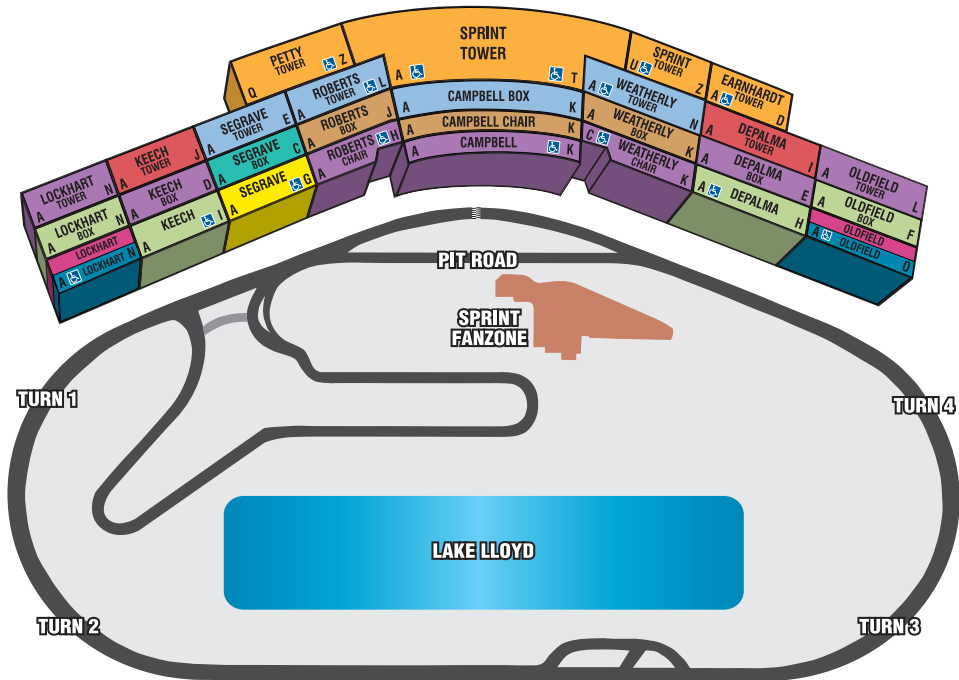 SPRINT
TOWER
A
T
PETTY
TOWER
Q
Z
SPRINT
TOWER
U
Z
EARNHARDT
TOWER
A
D
ROBERTS
TOWER
A
L
CAMPBELL BOX
A
K
WEATHERLY
TOWER
A
N
SEGRAVE
TOWER
A
E
ROBERTS
BOX
A
J
CAMPBELL CHAIR
A
K
WEATHERLY
BOX
A
K
DEPALMA
TOWER
A
I
KEECH
TOWER
A
J
SEGRAVE
BOX
A
C
ROBERTS
CHAIR
A
H
CAMPBELL
A
K
WEATHERLY
CHAIR
C
K
DEPALMA
BOX
A
E
OLDFIELD
TOWER
A
L
LOCKHART
TOWER
A
N
KEECH
BOX
A
D
SEGRAVE
A
G
DEPALMA
A
H
OLDFIELD
BOX
A
F
LOCKHART
BOX
A
N
KEECH
A
I
OLDFIELD
LOCKHART
A
OLDFIELD
O
A
LOCKHART N
PIT ROAD
SPRINT
FANZONE
TURN 1
TURN 4
LAKE LLOYD
TURN 2
TURN 3